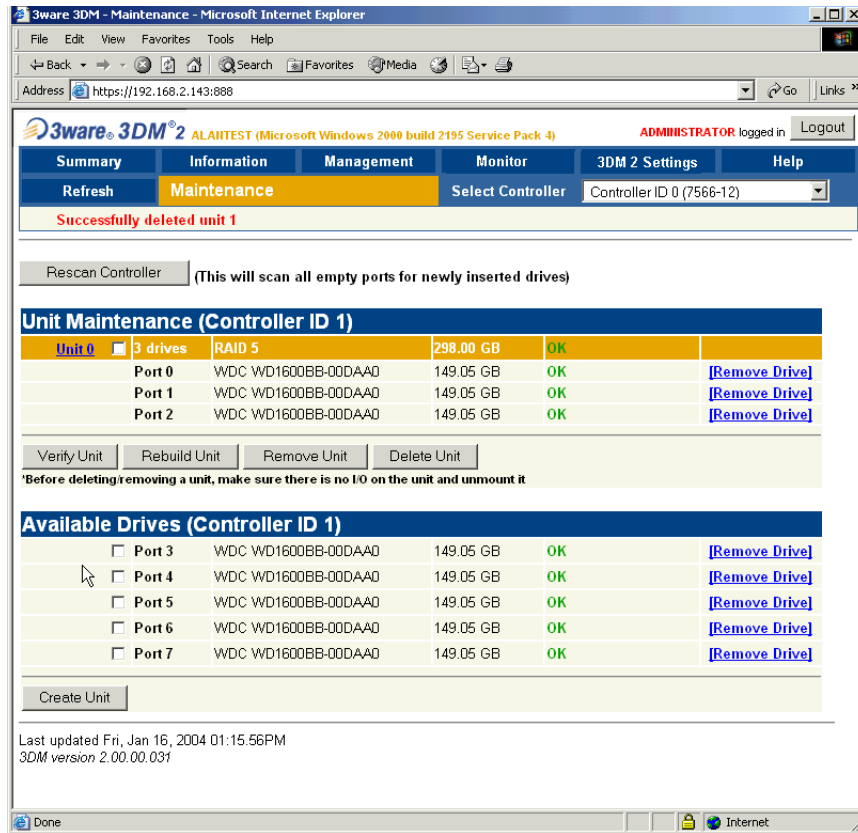 3ware 3DM - Maintenance - Microsoft Internet Explorer
File Edit View Favorites Tools Help
Back Search Favorites Media
Address https://192.168.2.143:888 Go Links »
3ware® 3DM®2 ALANTEST (Microsoft Windows 2000 build 2195 Service Pack 4) ADMINISTRATOR logged in Logout
Summary Information Management Monitor 3DM 2 Settings Help
Refresh Maintenance Select Controller Controller ID 0 (7566-12)
Successfully deleted unit 1
Rescan Controller (This will scan all empty ports for newly inserted drives)
Unit Maintenance (Controller ID 1)
Unit 0 3 drives RAID 5 298.00 GB OK
Port 0 WDC WD1600BB-00DAA0 149.05 GB OK [Remove Drive]
Port 1 WDC WD1600BB-00DAA0 149.05 GB OK [Remove Drive]
Port 2 WDC WD1600BB-00DAA0 149.05 GB OK [Remove Drive]
Verify Unit Rebuild Unit Remove Unit Delete Unit
*Before deleting/removing a unit, make sure there is no I/O on the unit and unmount it
Available Drives (Controller ID 1)
Port 3 WDC WD1600BB-00DAA0 149.05 GB OK [Remove Drive]
Port 4 WDC WD1600BB-00DAA0 149.05 GB OK [Remove Drive]
Port 5 WDC WD1600BB-00DAA0 149.05 GB OK [Remove Drive]
Port 6 WDC WD1600BB-00DAA0 149.05 GB OK [Remove Drive]
Port 7 WDC WD1600BB-00DAA0 149.05 GB OK [Remove Drive]
Create Unit
Last updated Fri, Jan 16, 2004 01:15.56PM
3DM version 2.00.00.031
Done Internet